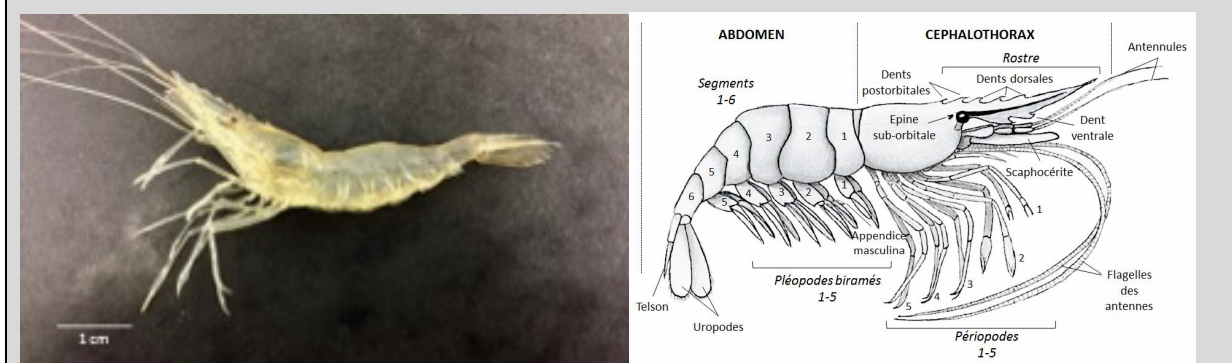 1 cm
ABDOMEN
CEPHALOTHORAX
Antennules
Rostre
Dents
postorbitales
Dents dorsales
Segments
1-6
Epine
sub-orbitale
Dent
ventrale
Scaphocérite
1
2
3
4
5
6
1
2
3
4
5
Appendice
masculina
1
2
3
4
5
Pléopodes biramés
1-5
Flagelles
des
antennes
Telson
Uropodes
Périopodes
1-5